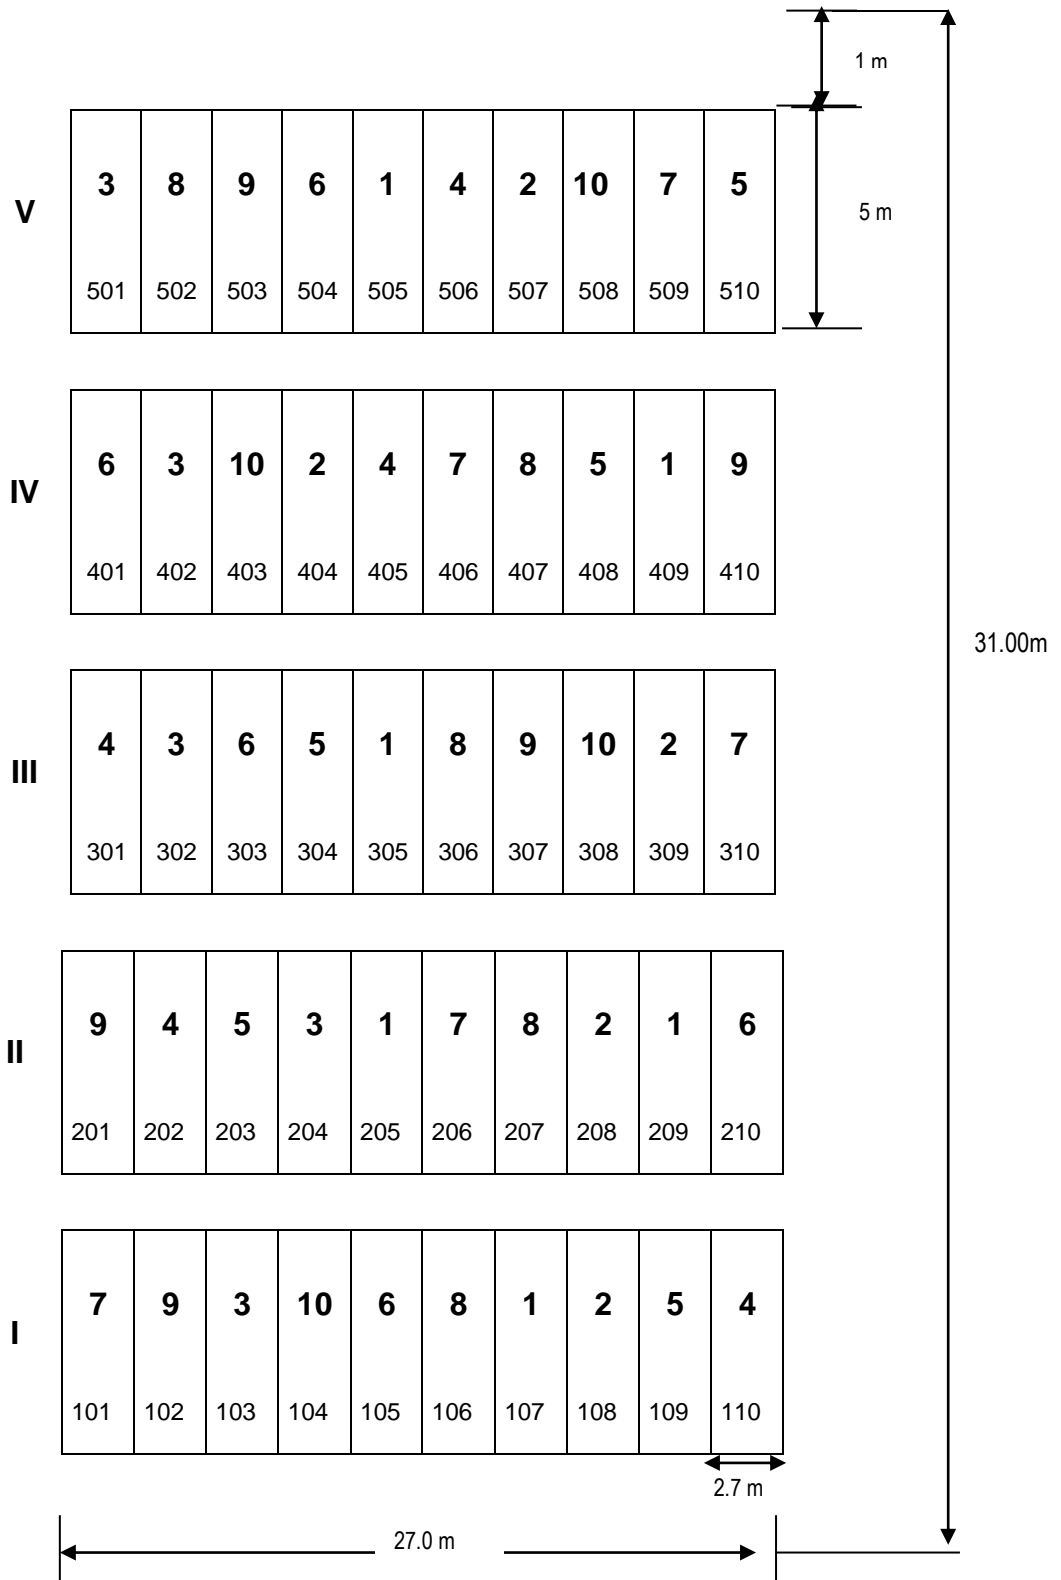 1 m
3 8 9 6 1 4 2 10 7 5
V
5 m
501 502 503 504 505 506 507 508 509 510
6 3 10 2 4 7 8 5 1 9
IV
401 402 403 404 405 406 407 408 409 410
31.00m
4 3 6 5 1 8 9 10 2 7
III
301 302 303 304 305 306 307 308 309 310
9 4 5 3 1 7 8 2 1 6
II
201 202 203 204 205 206 207 208 209 210
7 9 3 10 6 8 1 2 5 4
I
101 102 103 104 105 106 107 108 109 110
2.7 m
27.0 m